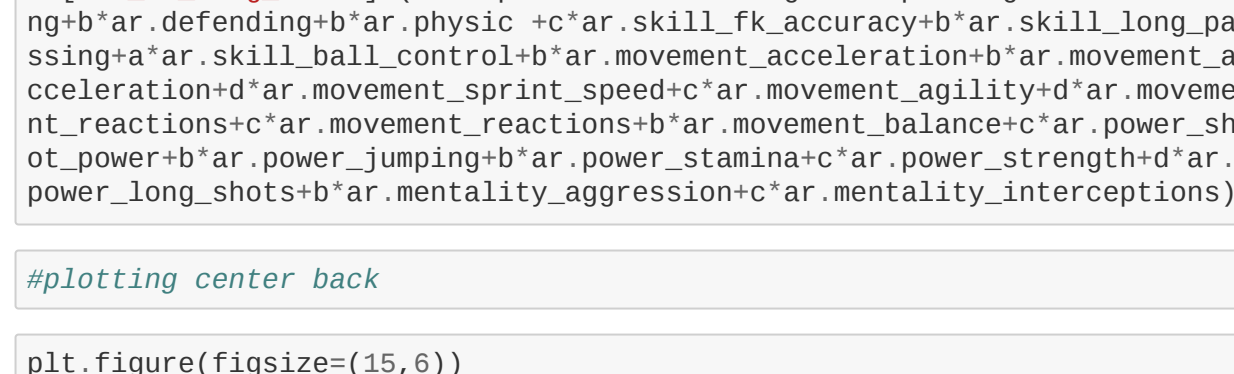 ng+b*ar.defending+b*ar.physic +c*ar.skill_fk_accuracy+b*ar.skill_long_pa
ssing+a*ar.skill_ball_control+b*ar.movement_acceleration+b*ar.movement_a
cceleration+d*ar.movement_sprint_speed+c*ar.movement_agility+d*ar.moveme
nt_reactions+c*ar.movement_reactions+b*ar.movement_balance+c*ar.power_sh
ot_power+b*ar.power_jumping+b*ar.power_stamina+c*ar.power_strength+d*ar.
power_long_shots+b*ar.mentality_aggression+c*ar.mentality_interceptions)
#plotting center back
plt.figure(figsize=(15,6))